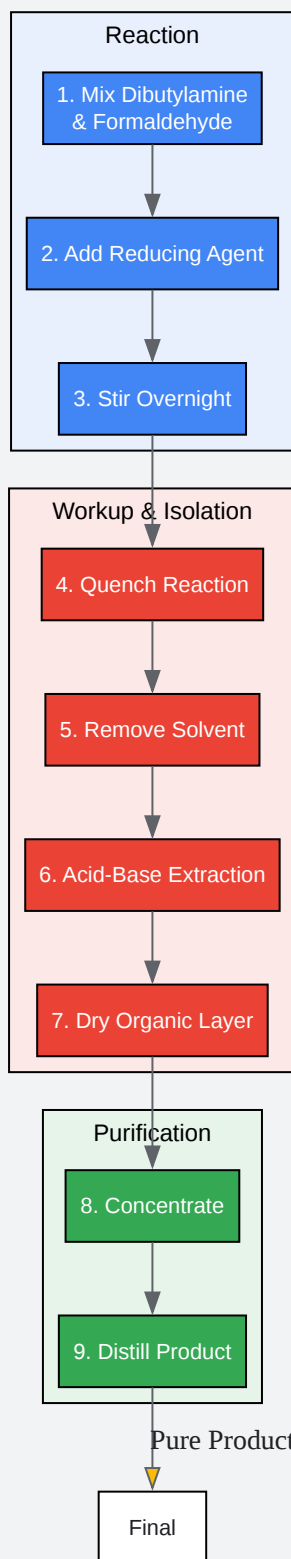 Reaction
1. Mix Dibutylamine
& Formaldehyde
2. Add Reducing Agent
3. Stir Overnight
Workup & Isolation
4. Quench Reaction
5. Remove Solvent
6. Acid-Base Extraction
7. Dry Organic Layer
Purification
8. Concentrate
9. Distill Product
Pure Product
Final